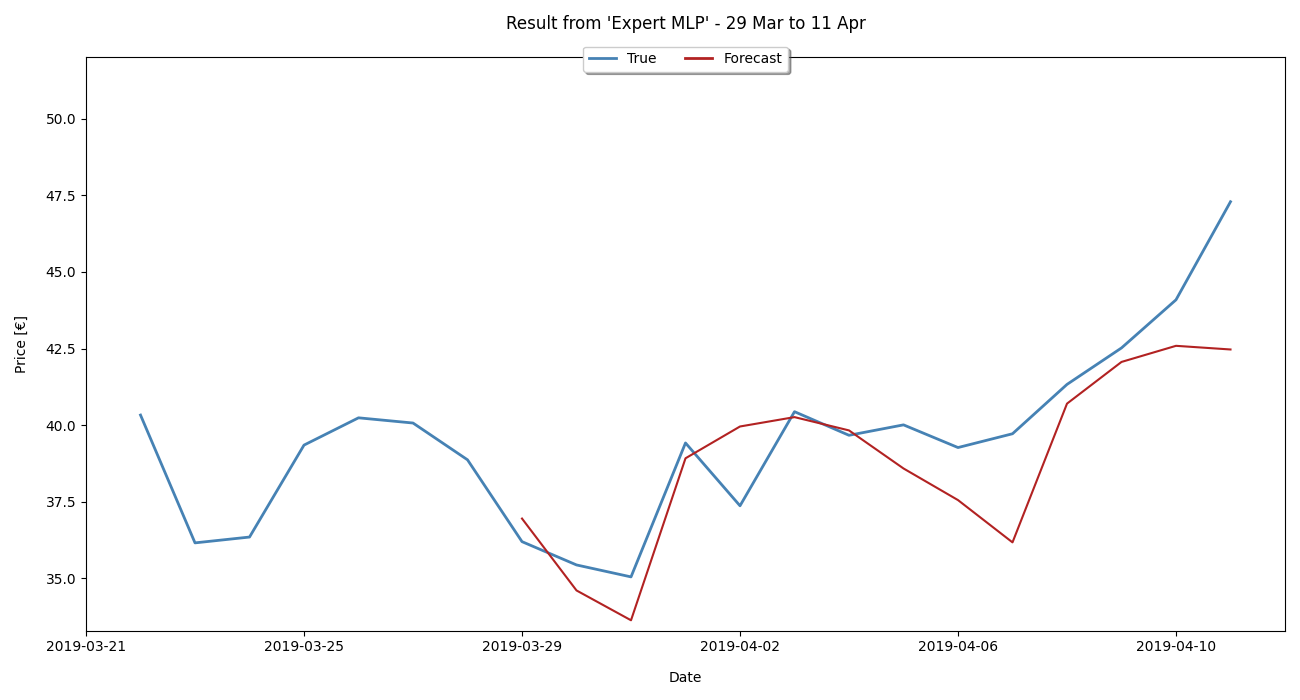 Result from 'Expert MLP' - 29 Mar to 11 Apr
True
Forecast
50.0
47.5
45.0
42.5
40.0
37.5
35.0
Price [€]
2019-03-21
2019-03-25
2019-03-29
2019-04-02
2019-04-06
2019-04-10
Date